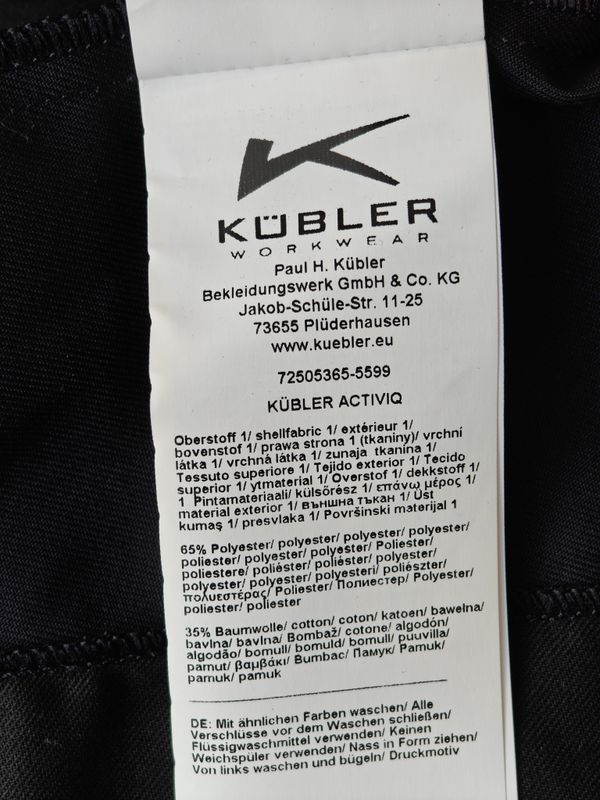 KÜBLER
WORKWEAR
Paul H. Kübler
Bekleidungswerk GmbH & Co. KG
Jakob-Schüle-Str. 11-25
73655 Plüderhausen
www.kuebler.eu
72505365-5599
KÜBLER ACTIVIQ
Oberstoff 1/ shellfabric 1/ extérieur 1/
bovenstof 1/ prawa strona 1 (tkaniny)/ vrchní
látka 1/ vrchná látka 1/ zunaja tkanina 1/
Tessuto superiore 1/ Tejido exterior 1/ Tecido
superior 1/ ytmaterial 1/ Overstof 1/ dekkstoff 1/
1 Pintamateriaali/ külsőrész 1/ επάνω μέρος 1/
material exterior 1/ външна тъкан 1/ Üst
kumaş 1/ presvlaka 1/ Površinski materijal 1
65% Polyester/ polyester/ polyester/ polyester/
poliester/ polyester/ polyester/ polyester/
poliestere/ poliéster/ poliéster/ polyester/
polyester/ polyester/ polyesteri/ poliészter/
πολυεστέρας/ Poliester/ Полиестер/ Polyester/
poliester/ poliester
35% Baumwolle/ cotton/ coton/ katoen/ bawełna/
bavlna/ bavlna/ Bombaž/ cotone/ algodón/
algodão/ bomull/ bomuld/ bomull/ puuvilla/
pamut/ βαμβάκι/ Bumbac/ Памук/ Pamuk/
pamuk/ pamuk
DE: Mit ähnlichen Farben waschen/ Alle
Verschlüsse vor dem Waschen schließen/
Flüssigwaschmittel verwenden/ Keinen
Weichspüler verwenden/ Nass in Form ziehen/
Von links waschen und bügeln/ Druckmotiv